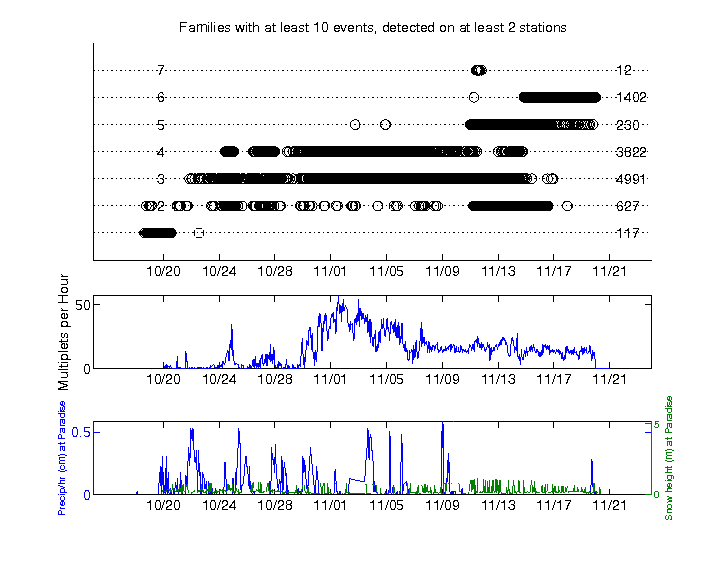 Families with at least 10 events, detected on at least 2 stations
7 12
6 1402
5 230
4 3622
3 4991
2 627
117
10/20 10/24 10/28 11/01 11/05 11/09 11/13 11/17 11/21
Multiplets per Hour
50
0
10/20 10/24 10/28 11/01 11/05 11/09 11/13 11/17 11/21
Precip/hr (cm) at Paradise
0.5
0
Snow height (m) at Paradise
5
0
10/20 10/24 10/28 11/01 11/05 11/09 11/13 11/17 11/21